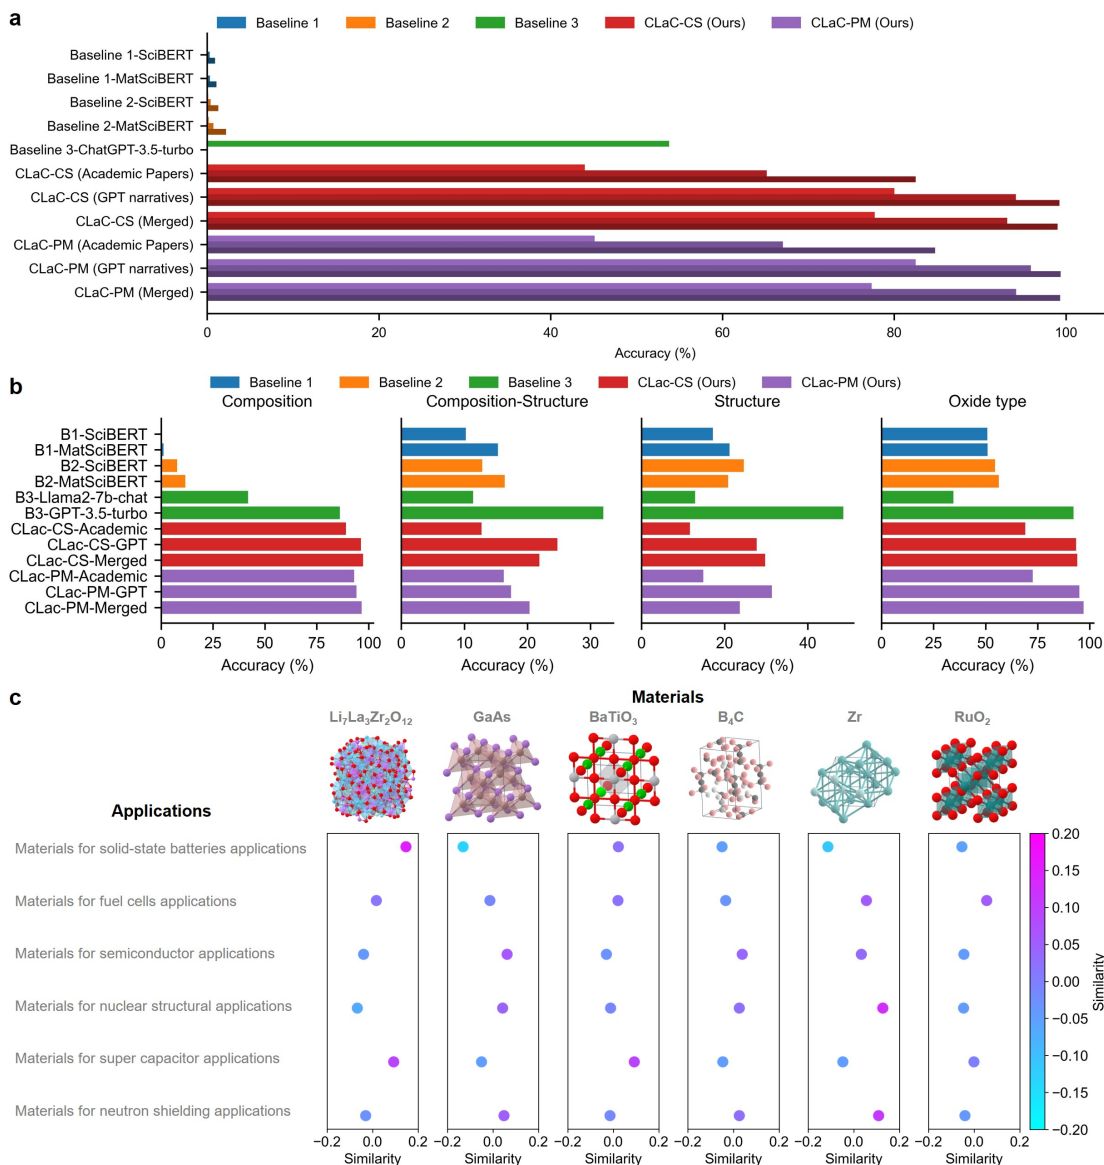 a
Baseline 1
Baseline 2
Baseline 3
CLaC-CS (Ours)
CLaC-PM (Ours)
Baseline 1-SciBERT
Baseline 1-MatSciBERT
Baseline 2-SciBERT
Baseline 2-MatSciBERT
Baseline 3-ChatGPT-3.5-turbo
CLaC-CS (Academic Papers)
CLaC-CS (GPT narratives)
CLaC-CS (Merged)
CLaC-PM (Academic Papers)
CLaC-PM (GPT narratives)
CLaC-PM (Merged)
0 20 40 60 80 100
Accuracy (%)
b
Baseline 1
Baseline 2
Baseline 3
CLac-CS (Ours)
CLac-PM (Ours)
Composition
Composition-Structure
Structure
Oxide type
B1-SciBERT
B1-MatSciBERT
B2-SciBERT
B2-MatSciBERT
B3-Llama2-7b-chat
B3-GPT-3.5-turbo
CLac-CS-Academic
CLac-CS-GPT
CLac-CS-Merged
CLac-PM-Academic
CLac-PM-GPT
CLac-PM-Merged
0 25 50 75 100
0 10 20 30
0 20 40
0 25 50 75 100
Accuracy (%)
Accuracy (%)
Accuracy (%)
Accuracy (%)
c
Materials
Li₇La₃Zr₂O₁₂
GaAs
BaTiO₃
B₄C
Zr
RuO₂
Applications
Materials for solid-state batteries applications
Materials for fuel cells applications
Materials for semiconductor applications
Materials for nuclear structural applications
Materials for super capacitor applications
Materials for neutron shielding applications
−0.2 0.0 0.2
−0.2 0.0 0.2
−0.2 0.0 0.2
−0.2 0.0 0.2
−0.2 0.0 0.2
−0.2 0.0 0.2
Similarity
Similarity
Similarity
Similarity
Similarity
Similarity
0.20
0.15
0.10
0.05
0.00
−0.05
−0.10
−0.15
−0.20
Similarity